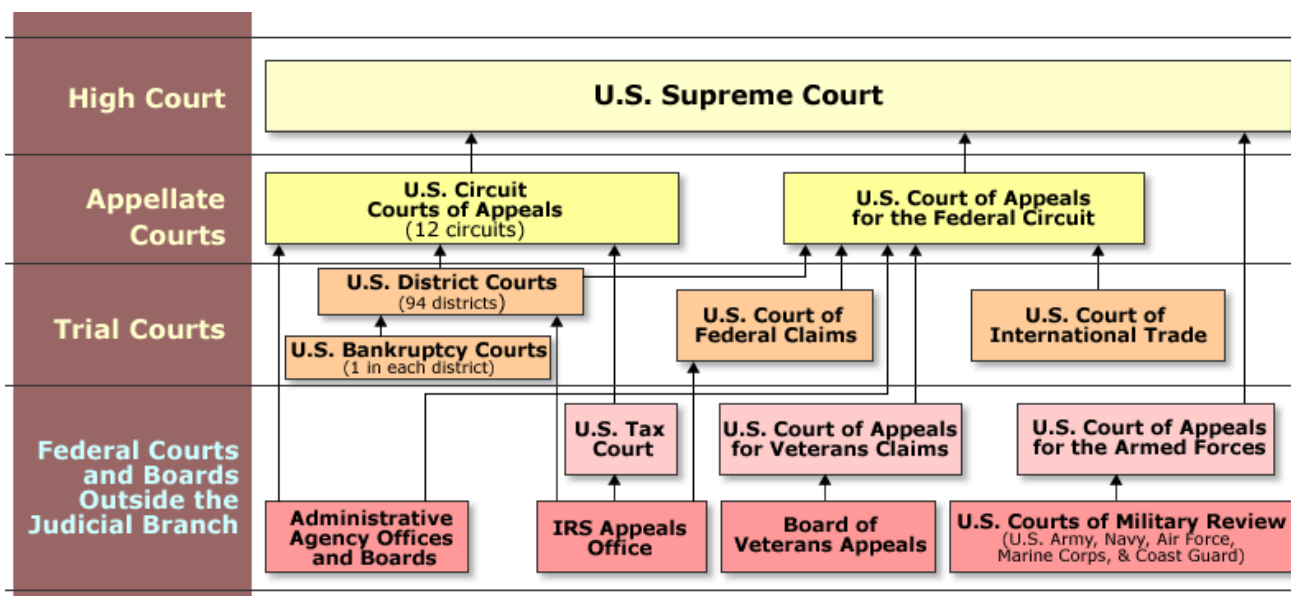 High Court
U.S. Supreme Court
Appellate
Courts
U.S. Circuit
Courts of Appeals
(12 circuits)
U.S. Court of Appeals
for the Federal Circuit
Trial Courts
U.S. District Courts
(94 districts)
U.S. Bankruptcy Courts
(1 in each district)
U.S. Court of
Federal Claims
U.S. Court of
International Trade
Federal Courts
and Boards
Outside the
Judicial Branch
U.S. Tax
Court
U.S. Court of Appeals
for Veterans Claims
U.S. Court of Appeals
for the Armed Forces
Administrative
Agency Offices
and Boards
IRS Appeals
Office
Board of
Veterans Appeals
U.S. Courts of Military Review
(U.S. Army, Navy, Air Force,
Marine Corps, & Coast Guard)